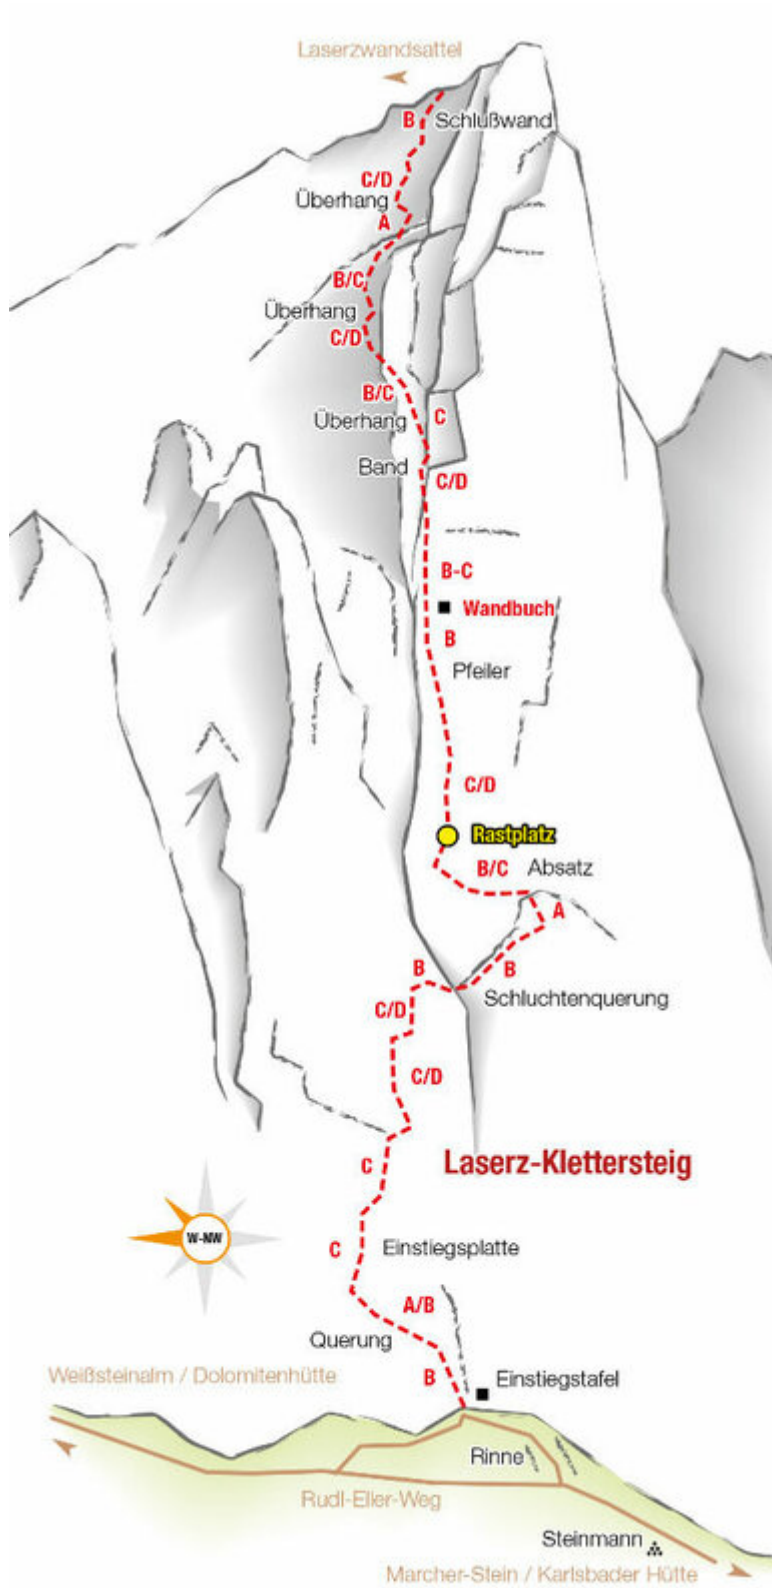 Laserzwandsattel
B
Schlußwand
C/D
Überhang
A
B/C
Überhang
C/D
B/C
Überhang
C
Band
C/D
B-C
Wandbuch
B
Pfeiler
C/D
Rastplatz
B/C
Absatz
A
B
B
Schluchtenquerung
C/D
C/D
Laserz-Klettersteig
C
W-NW
C
Einstiegsplatte
A/B
Querung
B
Weißsteinalm / Dolomitenhütte
Einstiegstafel
Rinne
Rudl-Eller-Weg
Steinmann
Marcher-Stein / Karlsbader Hütte